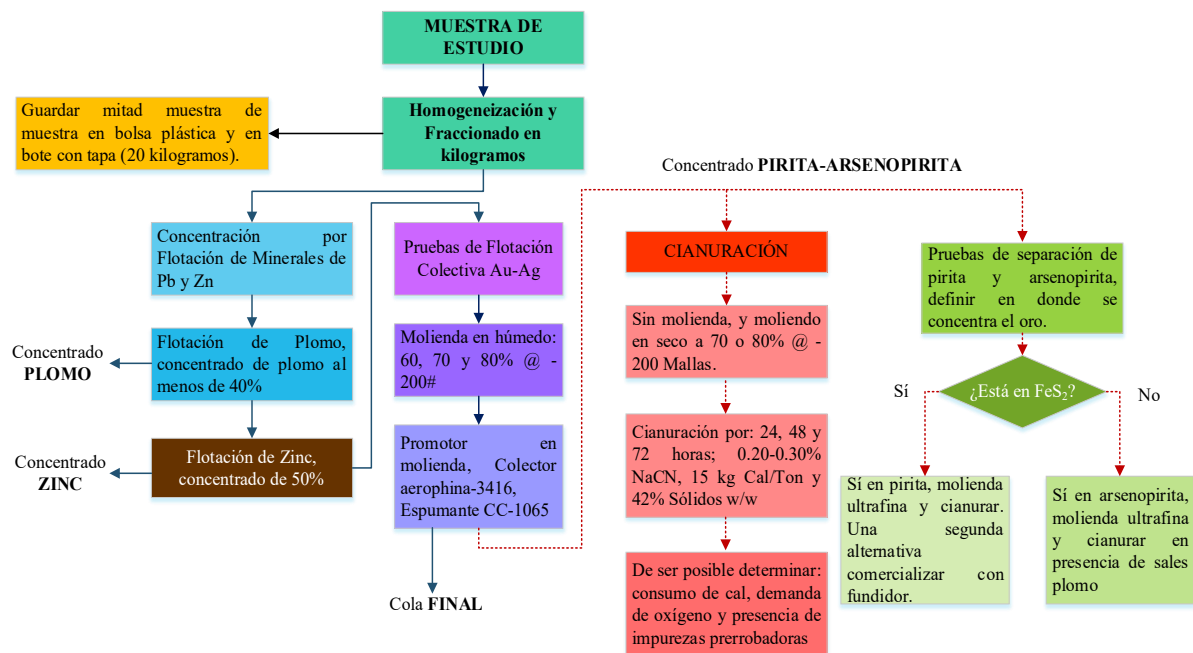 MUESTRA DE
ESTUDIO
Guardar mitad muestra de
muestra en bolsa plástica y en
bote con tapa (20 kilogramos).
Homogeneización y
Fraccionado en
kilogramos
Concentrado PIRITA-ARSENOPIRITA
Concentración por
Flotación de Minerales de
Pb y Zn
Pruebas de Flotación
Colectiva Au-Ag
CIANURACIÓN
Pruebas de separación de
pirita y arsenopirita,
definir en donde se
concentra el oro.
Concentrado
PLOMO
Flotación de Plomo,
concentrado de plomo al
menos de 40%
Molienda en húmedo:
60, 70 y 80% @ -
200#
Sin molienda, y moliendo
en seco a 70 o 80% @ -
200 Mallas.
Sí
¿Está en FeS₂?
No
Concentrado
ZINC
Flotación de Zinc,
concentrado de 50%
Promotor en
molienda, Colector
aerophina-3416,
Espumante CC-1065
Cianuración por: 24, 48 y
72 horas; 0.20-0.30%
NaCN, 15 kg Cal/Ton y
42% Sólidos w/w
Sí en pirita, molienda
ultrafina y cianurar.
Una segunda
alternativa
comercializar con
fundidor.
Sí en arsenopirita,
molienda ultrafina
y cianurar en
presencia de sales
plomo
Cola FINAL
De ser posible determinar:
consumo de cal, demanda
de oxígeno y presencia de
impurezas prerrobadoras